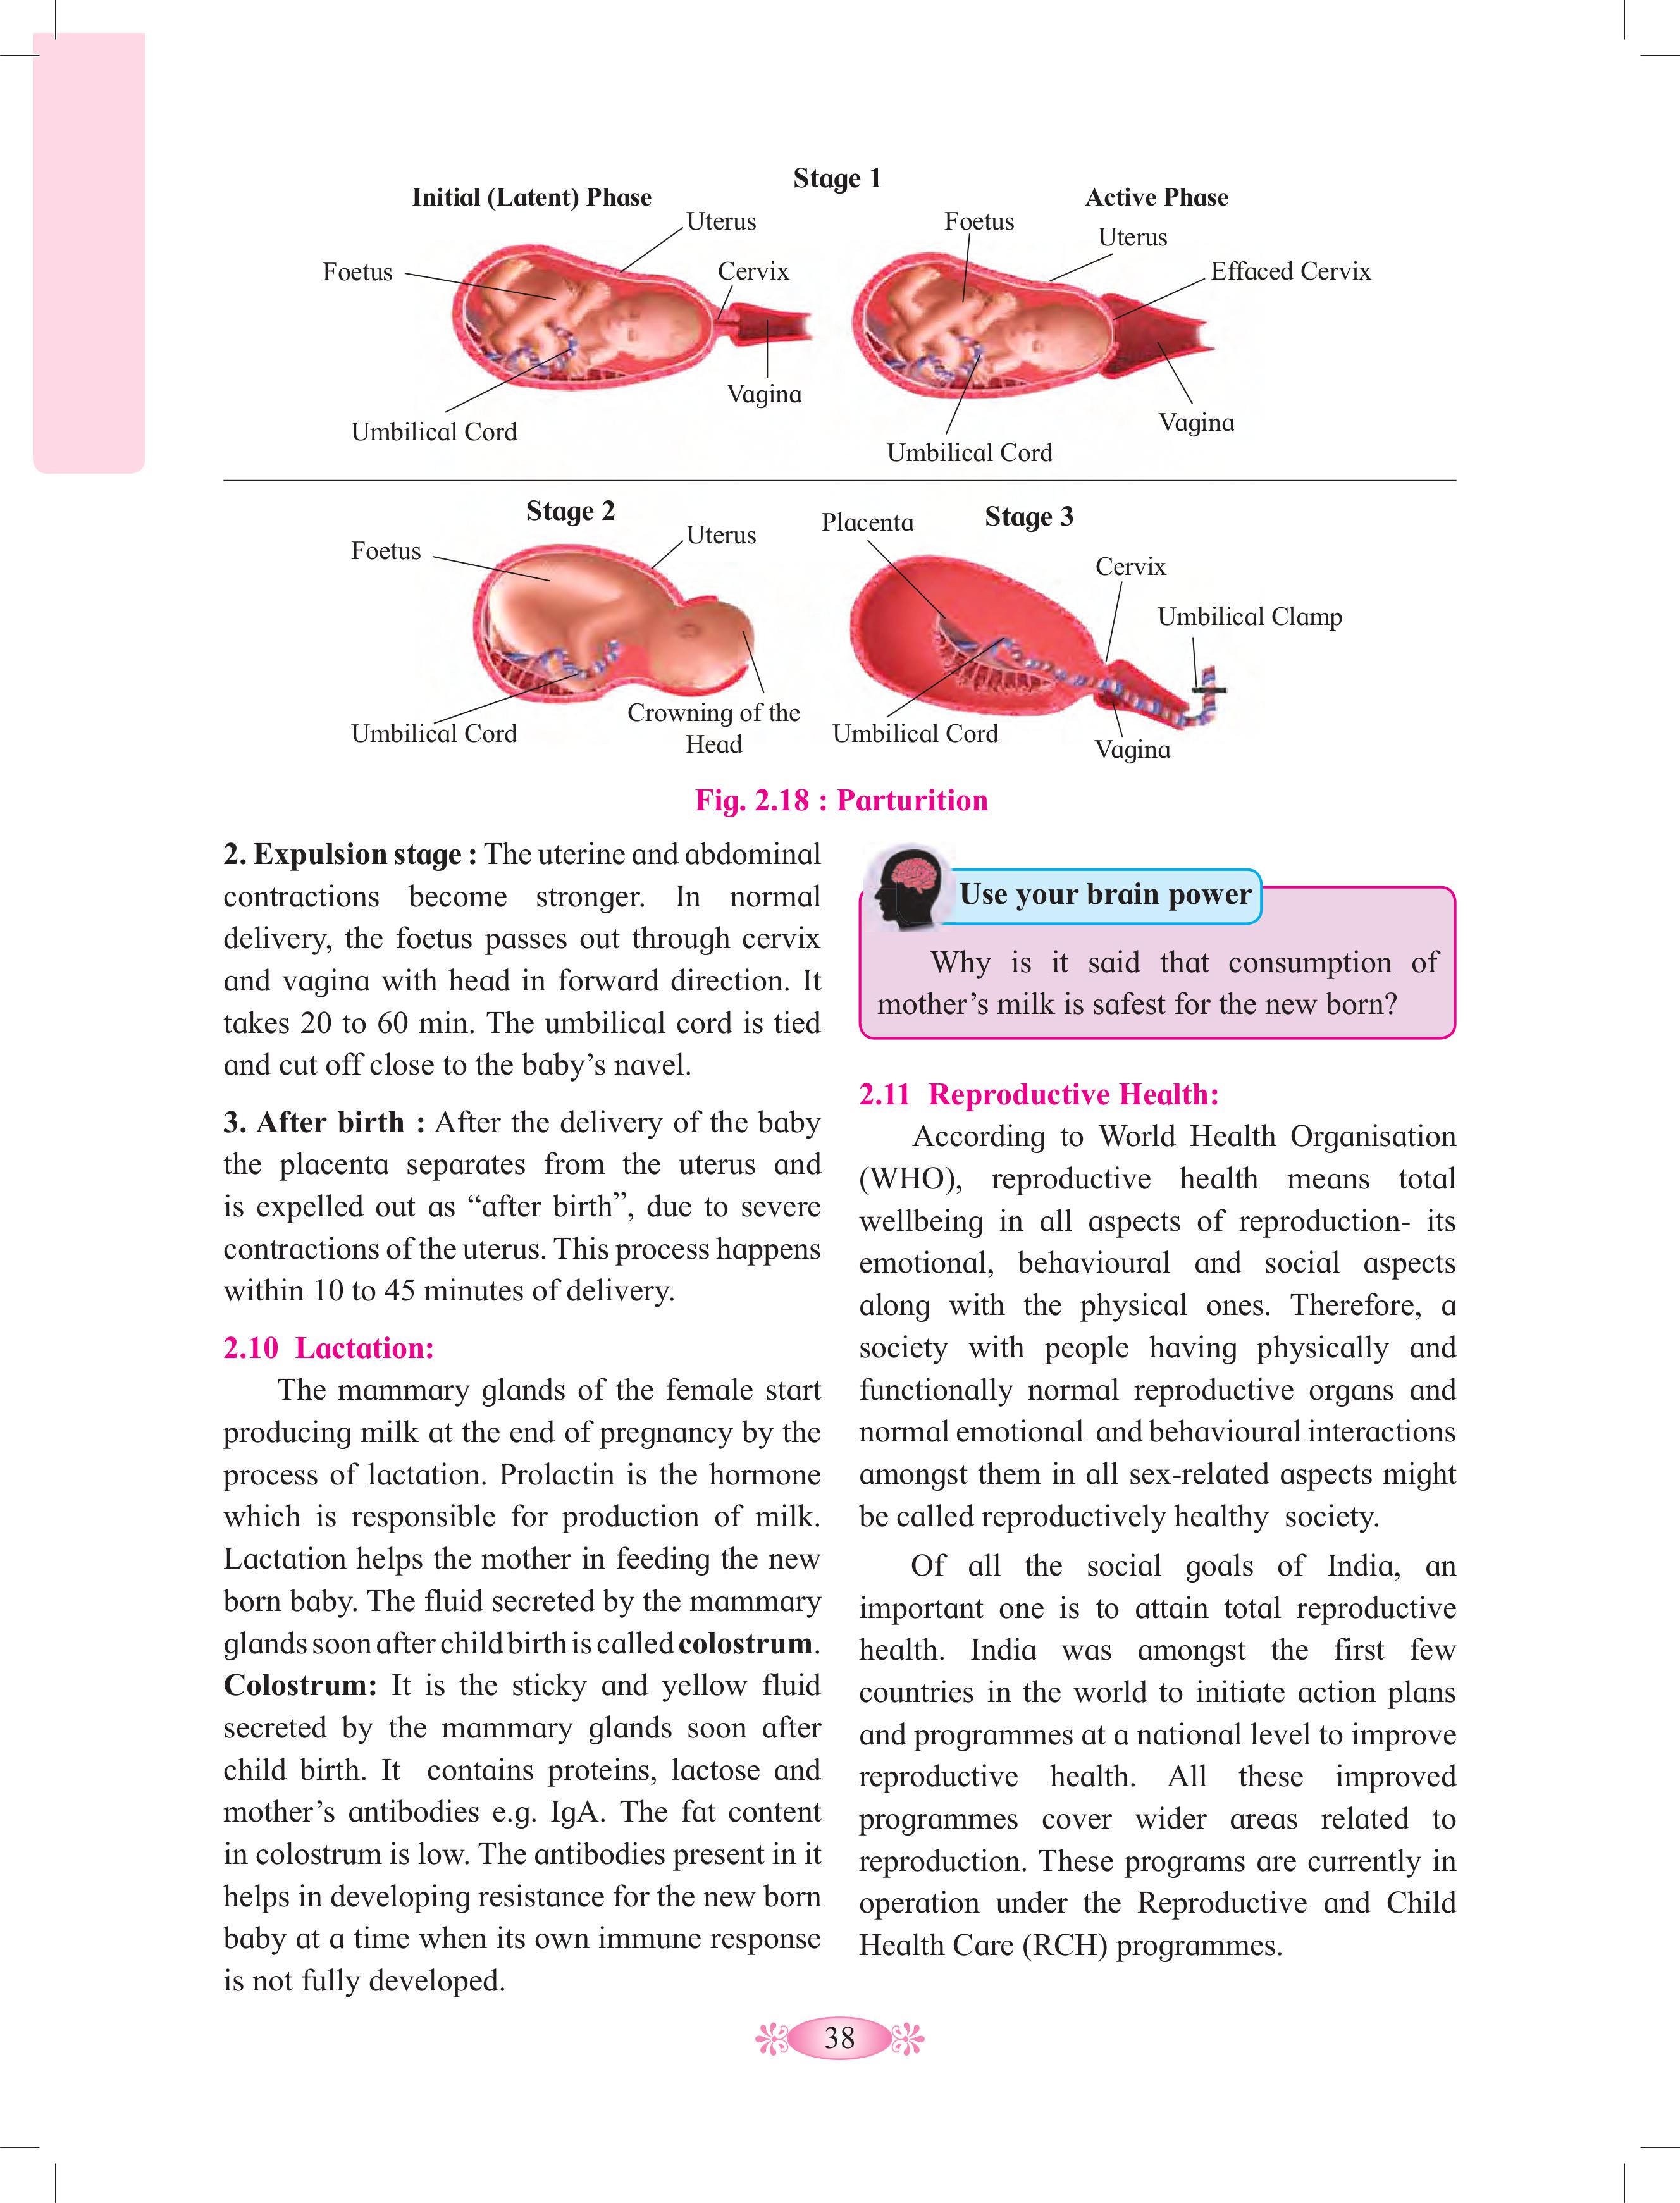 Stage 1
Initial (Latent) Phase
Active Phase
Uterus
Foetus
Uterus
Foetus
Cervix
Effaced Cervix
Vagina
Umbilical Cord
Vagina
Umbilical Cord
Stage 2
Stage 3
Placenta
Uterus
Foetus
Cervix
Umbilical Clamp
Crowning of the
Head
Umbilical Cord
Umbilical Cord
Vagina
Fig. 2.18 : Parturition
2. Expulsion stage : The uterine and abdominal
contractions become stronger. In normal
delivery, the foetus passes out through cervix
and vagina with head in forward direction. It
takes 20 to 60 min. The umbilical cord is tied
and cut off close to the baby’s navel.
3. After birth : After the delivery of the baby
the placenta separates from the uterus and
is expelled out as “after birth”, due to severe
contractions of the uterus. This process happens
within 10 to 45 minutes of delivery.
2.10 Lactation:
The mammary glands of the female start
producing milk at the end of pregnancy by the
process of lactation. Prolactin is the hormone
which is responsible for production of milk.
Lactation helps the mother in feeding the new
born baby. The fluid secreted by the mammary
glands soon after child birth is called colostrum.
Colostrum: It is the sticky and yellow fluid
secreted by the mammary glands soon after
child birth. It contains proteins, lactose and
mother’s antibodies e.g. IgA. The fat content
in colostrum is low. The antibodies present in it
helps in developing resistance for the new born
baby at a time when its own immune response
is not fully developed.
Use your brain power
Why is it said that consumption of
mother’s milk is safest for the new born?
2.11 Reproductive Health:
According to World Health Organisation
(WHO), reproductive health means total
wellbeing in all aspects of reproduction- its
emotional, behavioural and social aspects
along with the physical ones. Therefore, a
society with people having physically and
functionally normal reproductive organs and
normal emotional and behavioural interactions
amongst them in all sex-related aspects might
be called reproductively healthy society.
Of all the social goals of India, an
important one is to attain total reproductive
health. India was amongst the first few
countries in the world to initiate action plans
and programmes at a national level to improve
reproductive health. All these improved
programmes cover wider areas related to
reproduction. These programs are currently in
operation under the Reproductive and Child
Health Care (RCH) programmes.
38